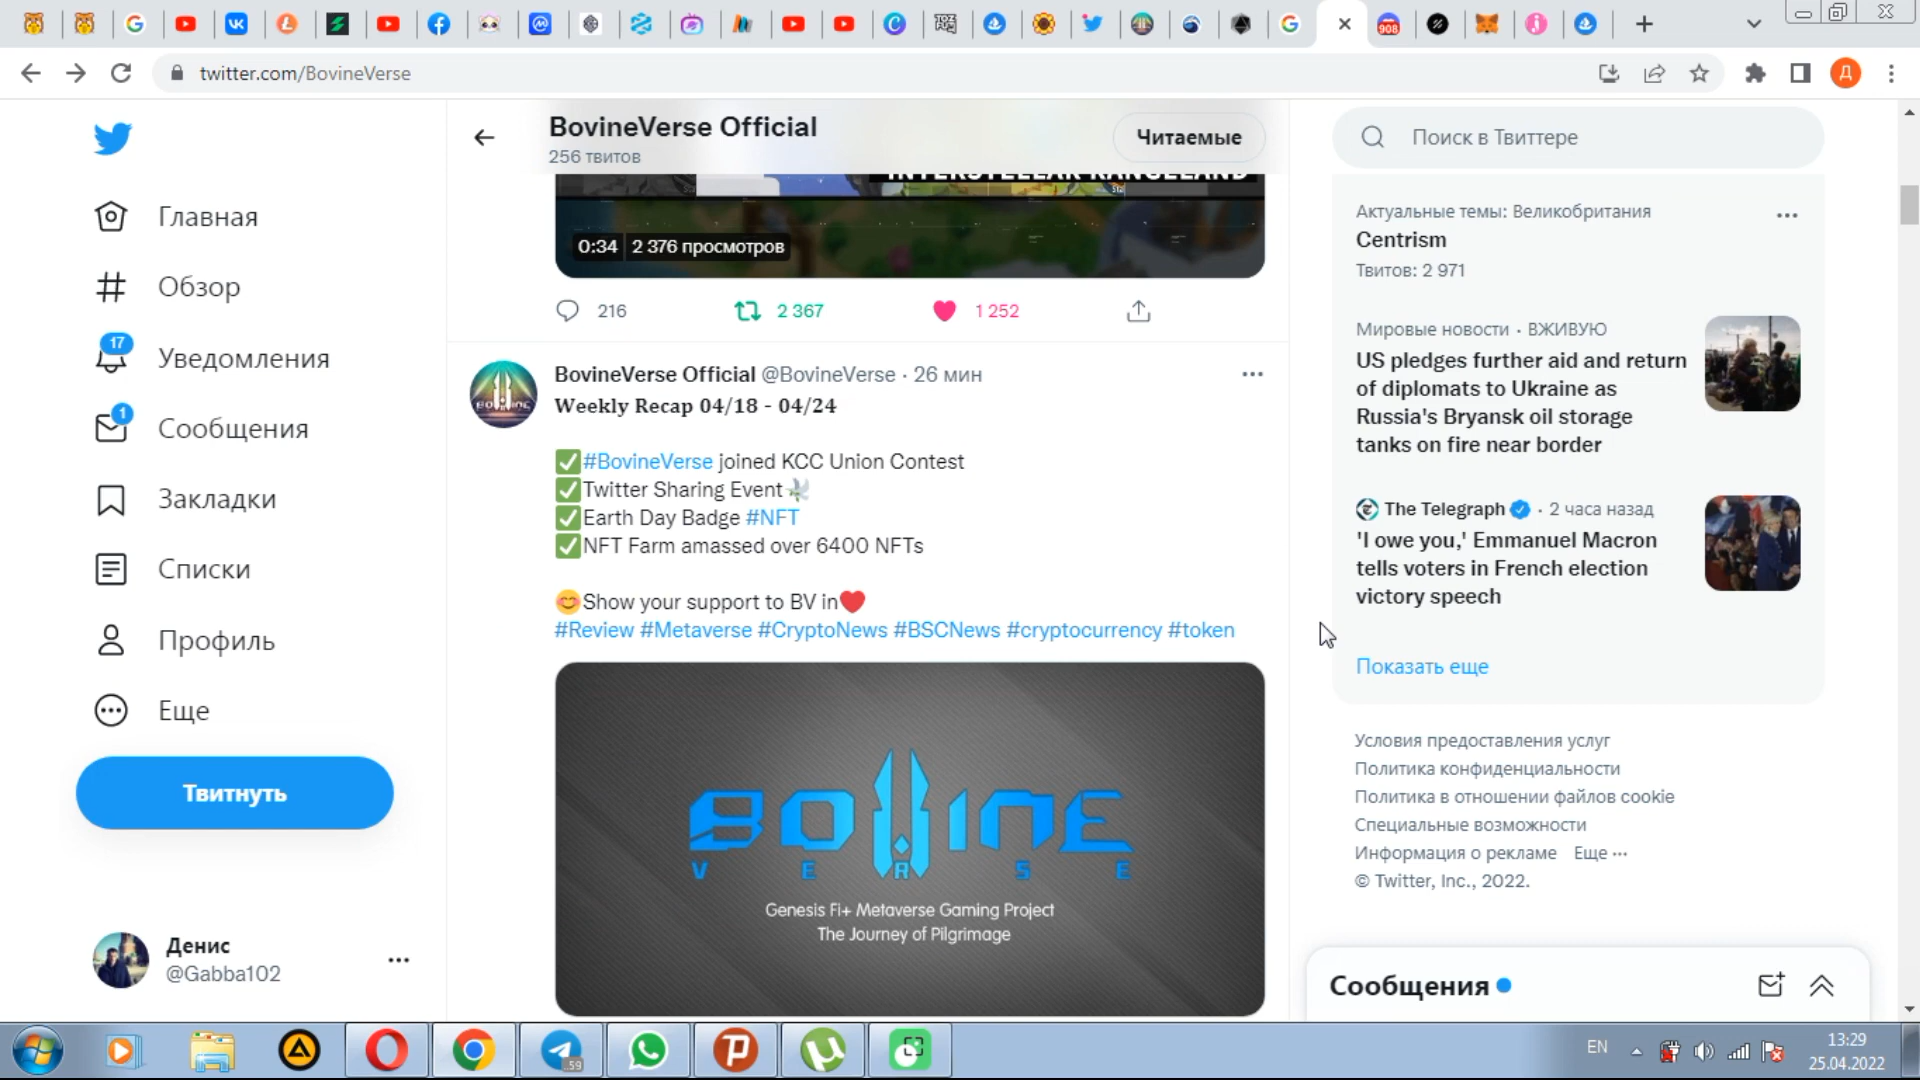 908
twitter.com/BovineVerse
Д
BovineVerse Official
256 твитов
Читаемые
Поиск в Твиттере
Главная
Обзор
17
Уведомления
1
Сообщения
Закладки
Списки
Профиль
Еще
Твитнуть
Денис
@Gabba102
INTERSTELLAR RANGELAND
0:34 2 376 просмотров
216
2 367
1 252
BovineVerse Official @BovineVerse · 26 мин
Weekly Recap 04/18 - 04/24
✅#BovineVerse joined KCC Union Contest
✅Twitter Sharing Event🕊
✅Earth Day Badge #NFT
✅NFT Farm amassed over 6400 NFTs
😊Show your support to BV in❤
#Review #Metaverse #CryptoNews #BSCNews #cryptocurrency #token
BOVINE
VERSE
Genesis Fi+ Metaverse Gaming Project
The Journey of Pilgrimage
Актуальные темы: Великобритания
Centrism
Твитов: 2 971
Мировые новости · ВЖИВУЮ
US pledges further aid and return
of diplomats to Ukraine as
Russia's Bryansk oil storage
tanks on fire near border
The Telegraph · 2 часа назад
'I owe you,' Emmanuel Macron
tells voters in French election
victory speech
Показать еще
Условия предоставления услуг
Политика конфиденциальности
Политика в отношении файлов cookie
Специальные возможности
Информация о рекламе Еще ···
© Twitter, Inc., 2022.
Сообщения
59
EN
13:29
25.04.2022